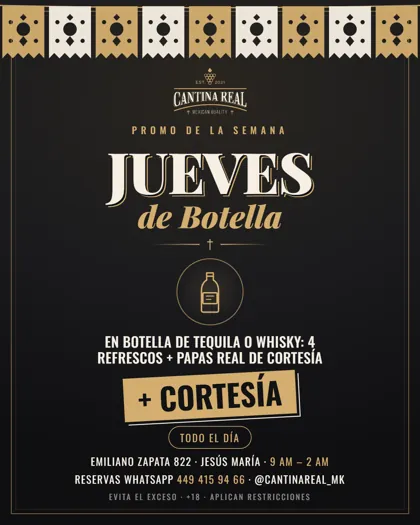 EST. 2021
CANTINA REAL
MEXICAN REALITY
PROMO DE LA SEMANA
JUEVES
de Botella
EN BOTELLA DE TEQUILA O WHISKY: 4
REFRESCOS + PAPAS REAL DE CORTESÍA
+ CORTESÍA
TODO EL DÍA
EMILIANO ZAPATA 822 · JESÚS MARÍA · 9 AM – 2 AM
RESERVAS WHATSAPP 449 415 94 66 · @CANTINAREAL_MK
EVITA EL EXCESO · +18 · APLICAN RESTRICCIONES